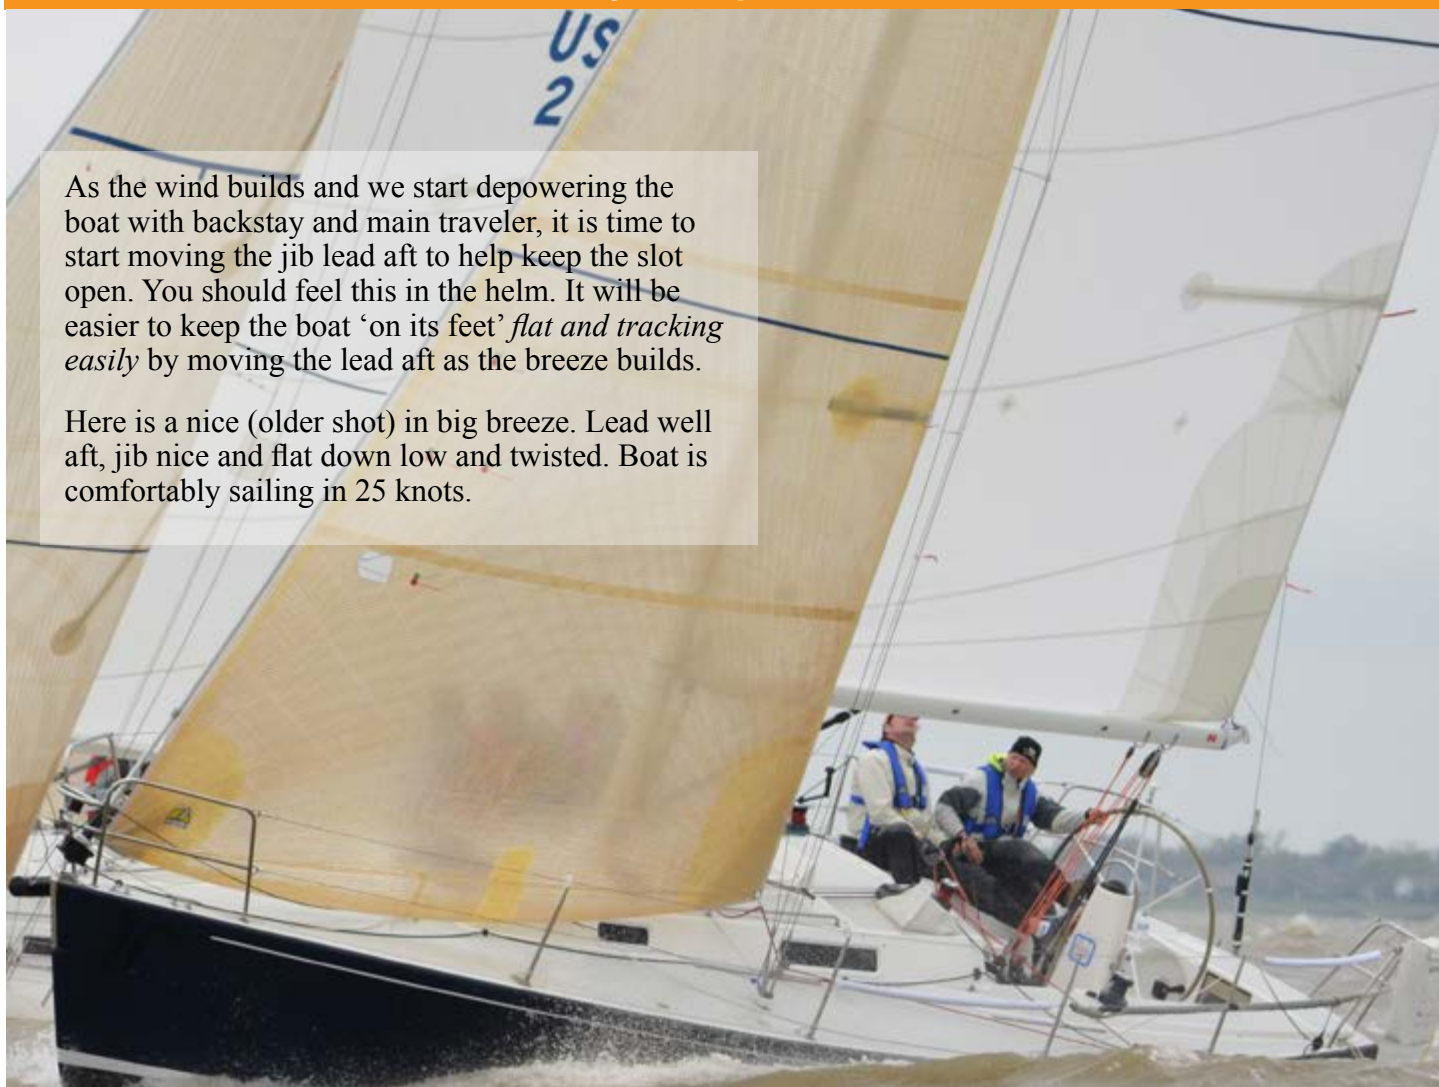 US
2
As the wind builds and we start depowering the
boat with backstay and main traveler, it is time to
start moving the jib lead aft to help keep the slot
open. You should feel this in the helm. It will be
easier to keep the boat ‘on its feet’ flat and tracking
easily by moving the lead aft as the breeze builds.
Here is a nice (older shot) in big breeze. Lead well
aft, jib nice and flat down low and twisted. Boat is
comfortably sailing in 25 knots.